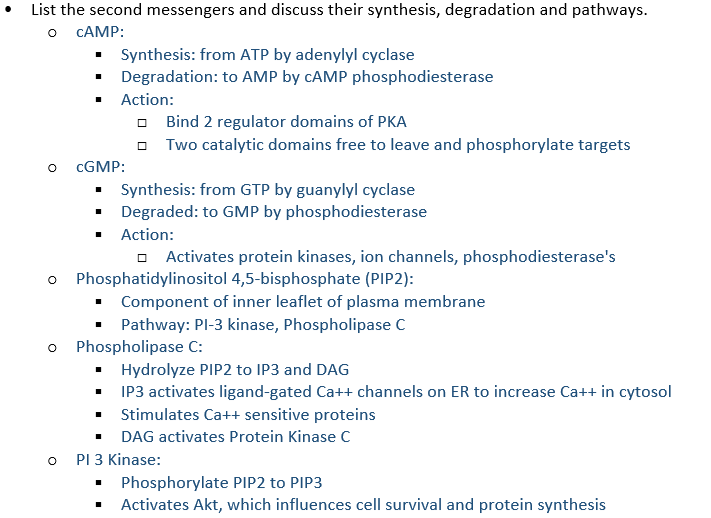 • List the second messengers and discuss their synthesis, degradation and pathways.
o cAMP:
▪ Synthesis: from ATP by adenylyl cyclase
▪ Degradation: to AMP by cAMP phosphodiesterase
▪ Action:
□ Bind 2 regulator domains of PKA
□ Two catalytic domains free to leave and phosphorylate targets
o cGMP:
▪ Synthesis: from GTP by guanylyl cyclase
▪ Degraded: to GMP by phosphodiesterase
▪ Action:
□ Activates protein kinases, ion channels, phosphodiesterase's
o Phosphatidylinositol 4,5-bisphosphate (PIP2):
▪ Component of inner leaflet of plasma membrane
▪ Pathway: PI-3 kinase, Phospholipase C
o Phospholipase C:
▪ Hydrolyze PIP2 to IP3 and DAG
▪ IP3 activates ligand-gated Ca++ channels on ER to increase Ca++ in cytosol
▪ Stimulates Ca++ sensitive proteins
▪ DAG activates Protein Kinase C
o PI 3 Kinase:
▪ Phosphorylate PIP2 to PIP3
▪ Activates Akt, which influences cell survival and protein synthesis